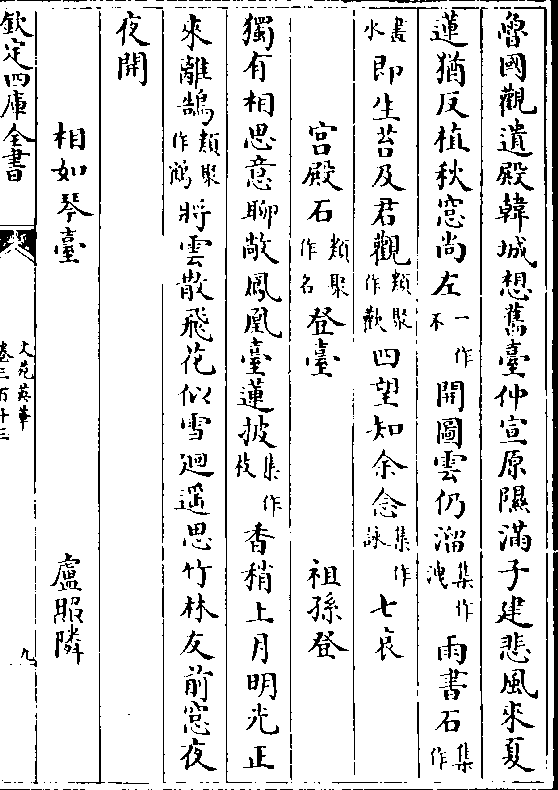 魯國觀遺殿韓城想舊臺仲宣原隰滿子建悲風來夏
蓮猶反植秋窓尚左一作不開圖雲仍溜集作洩雨書石集作
畫水即生苔及君觀類聚作歡四望知余念集作詠七哀
宫殿石類聚作名登臺 祖孫登
獨有相思意聊敞鳳凰臺蓮披集作枝香稍上月明光正
來離鵠類聚作鶴將雲散飛花似雪廻遥思竹林友前窓夜
夜開
相如琴臺 盧照隣
欽定四庫全書 文苑英華卷三百十三 九